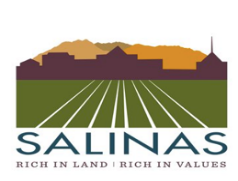 SALINAS
RICH IN LAND | RICH IN VALUES